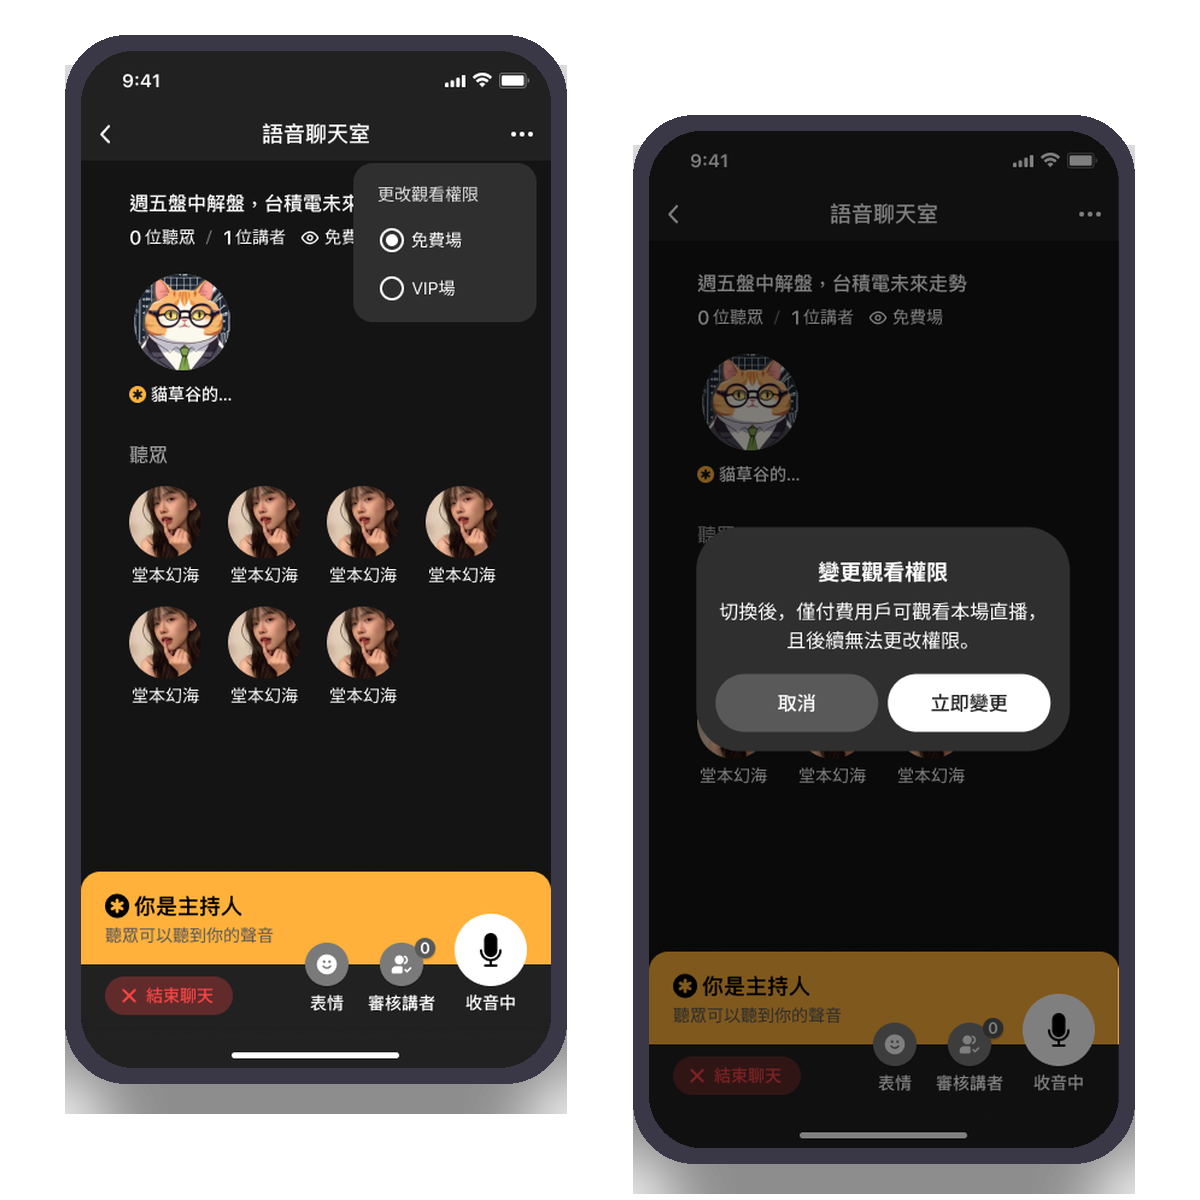 9:41
語音聊天室
更改觀看權限
免費場
VIP場
週五盤中解盤，台積電未來
0位聽眾 / 1位講者 免費
貓草谷的...
聽眾
堂本幻海 堂本幻海 堂本幻海 堂本幻海
堂本幻海 堂本幻海 堂本幻海
你是主持人
聽眾可以聽到你的聲音
0
結束聊天
表情 審核講者 收音中
9:41
語音聊天室
週五盤中解盤，台積電未來走勢
0位聽眾 / 1位講者 免費場
貓草谷的...
變更觀看權限
切換後，僅付費用戶可觀看本場直播，
且後續無法更改權限。
取消 立即變更
堂本幻海 堂本幻海 堂本幻海
你是主持人
聽眾可以聽到你的聲音
0
結束聊天
表情 審核講者 收音中